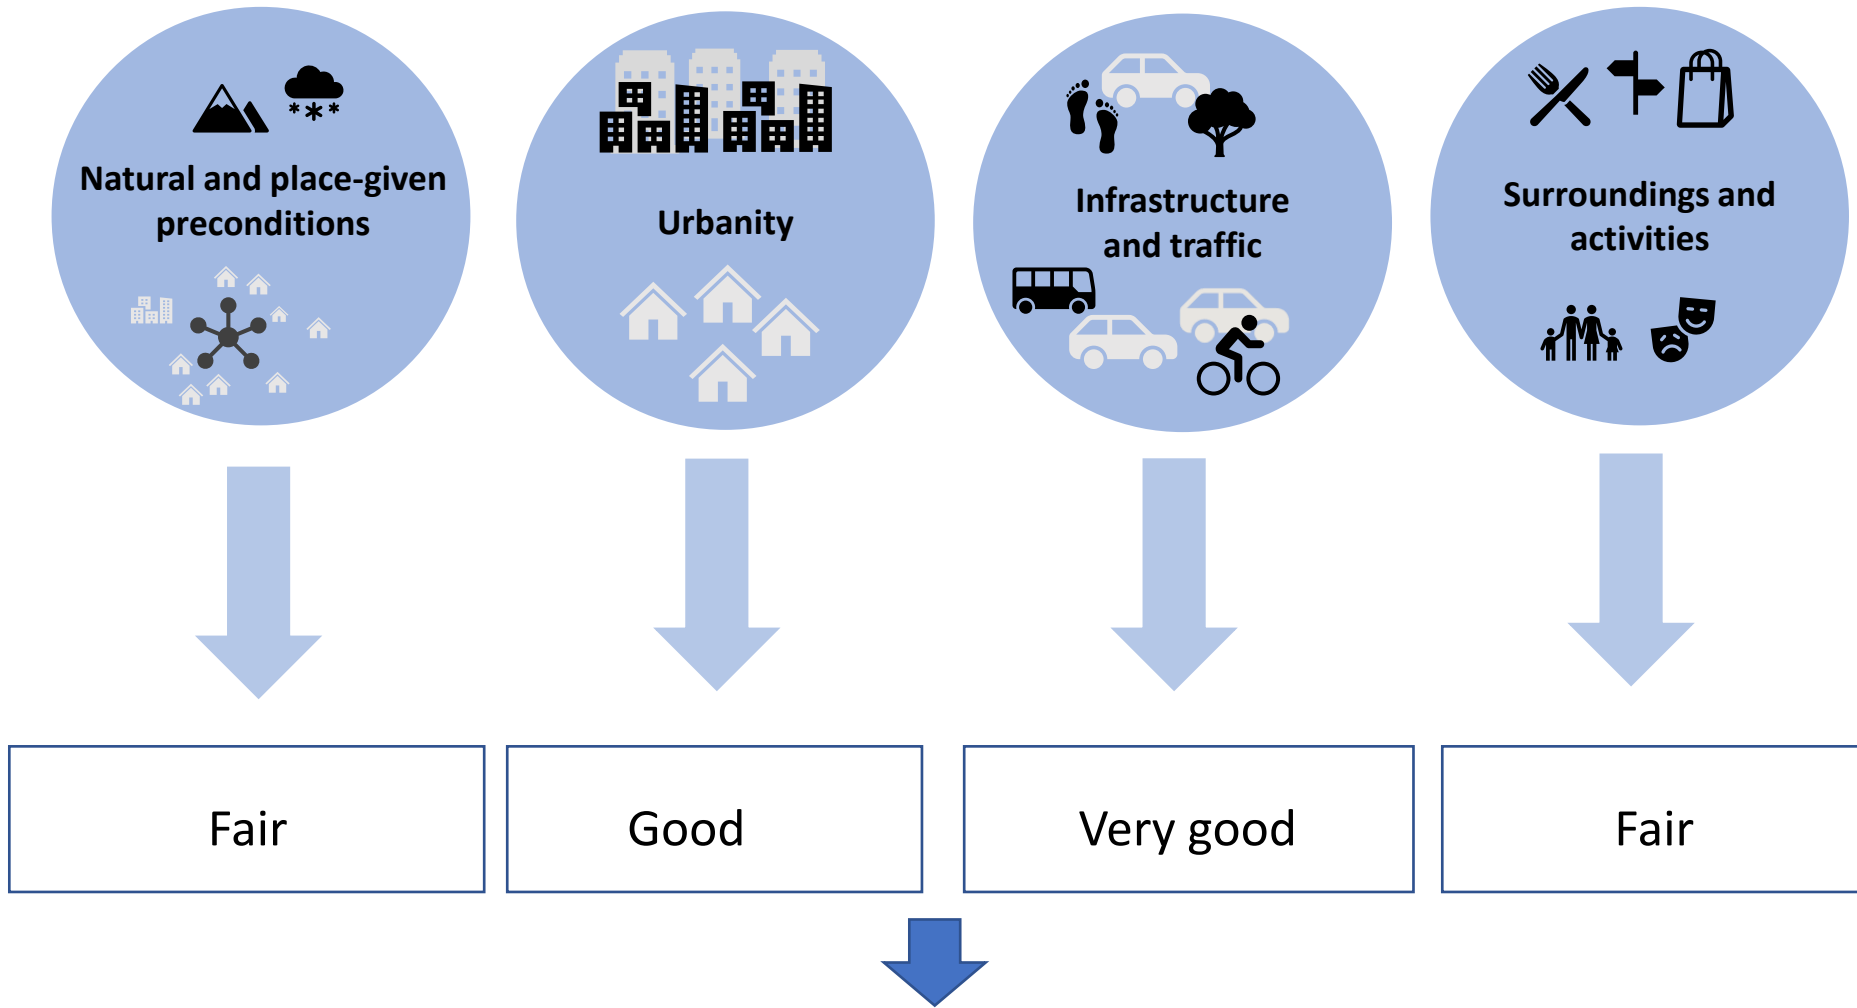 Natural and place-given
preconditions
Urbanity
Infrastructure
and traffic
Surroundings and
activities
Fair
Good
Very good
Fair